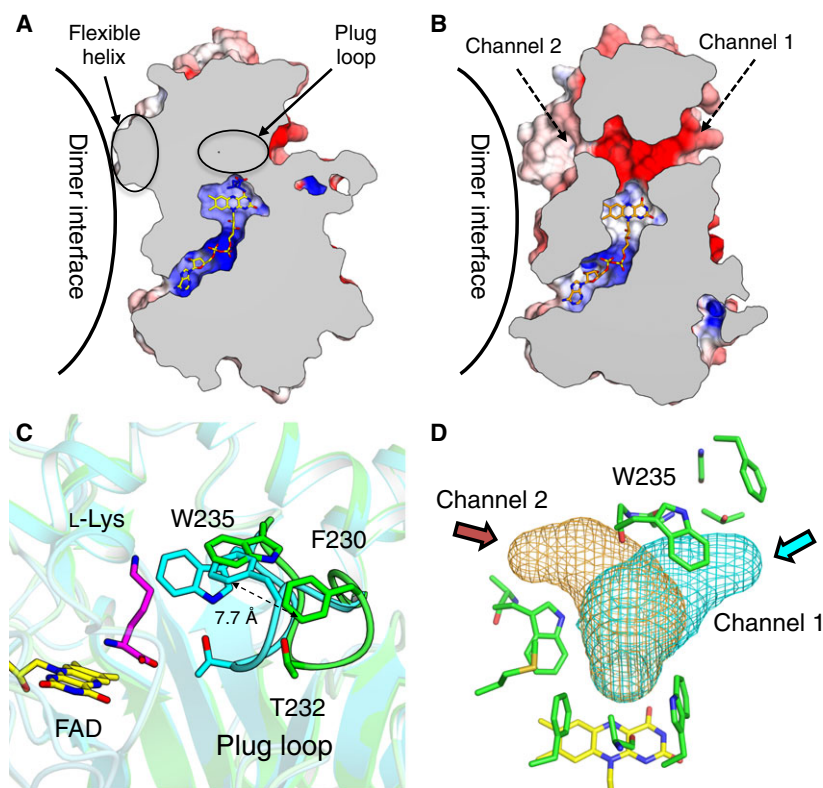 A
Flexible
helix
Plug
loop
Dimer interface
B
Channel 2
Channel 1
Dimer interface
C
L-Lys
W235
F230
7.7 Å
T232
FAD
Plug loop
D
W235
Channel 2
Channel 1